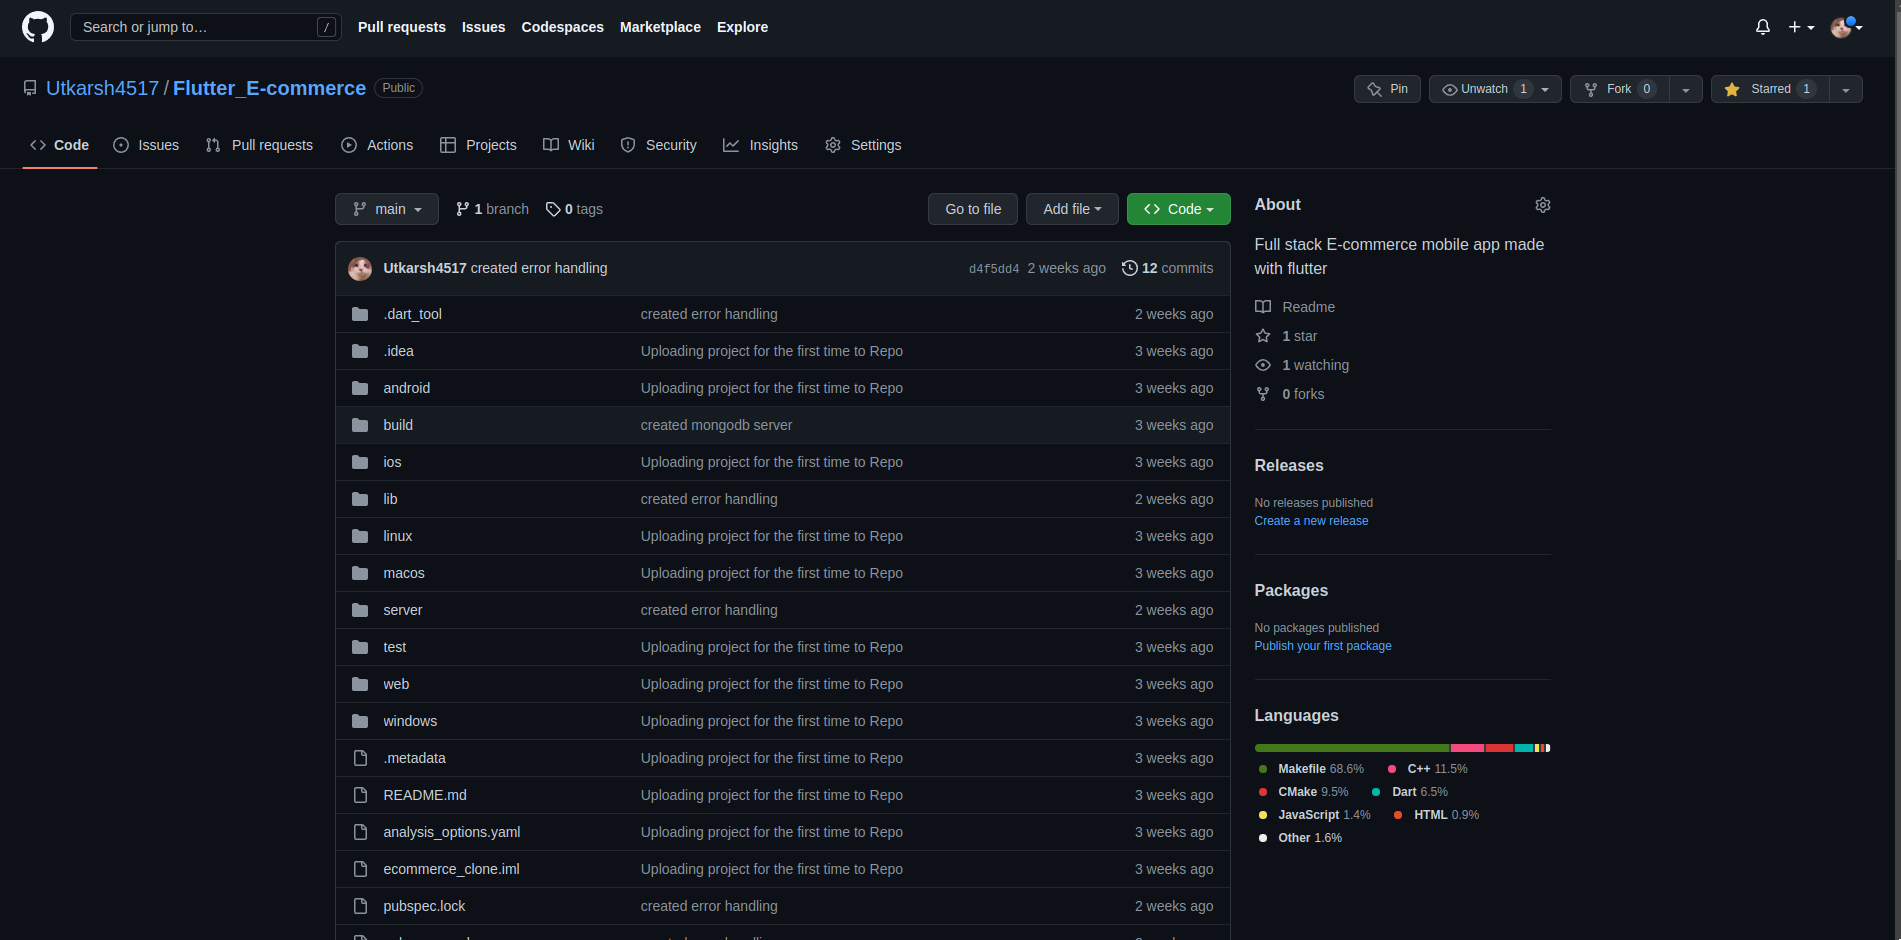 Search or jump to… /
Pull requests Issues Codespaces Marketplace Explore
Utkarsh4517 / Flutter_E-commerce Public
Pin Unwatch 1 Fork 0 Starred 1
Code Issues Pull requests Actions Projects Wiki Security Insights Settings
main 1 branch 0 tags Go to file Add file Code
Utkarsh4517 created error handling d4f5dd4 2 weeks ago 12 commits
.dart_tool created error handling 2 weeks ago
.idea Uploading project for the first time to Repo 3 weeks ago
android Uploading project for the first time to Repo 3 weeks ago
build created mongodb server 3 weeks ago
ios Uploading project for the first time to Repo 3 weeks ago
lib created error handling 2 weeks ago
linux Uploading project for the first time to Repo 3 weeks ago
macos Uploading project for the first time to Repo 3 weeks ago
server created error handling 2 weeks ago
test Uploading project for the first time to Repo 3 weeks ago
web Uploading project for the first time to Repo 3 weeks ago
windows Uploading project for the first time to Repo 3 weeks ago
.metadata Uploading project for the first time to Repo 3 weeks ago
README.md Uploading project for the first time to Repo 3 weeks ago
analysis_options.yaml Uploading project for the first time to Repo 3 weeks ago
ecommerce_clone.iml Uploading project for the first time to Repo 3 weeks ago
pubspec.lock created error handling 2 weeks ago
About
Full stack E-commerce mobile app made
with flutter
Readme
1 star
1 watching
0 forks
Releases
No releases published
Create a new release
Packages
No packages published
Publish your first package
Languages
Makefile 68.6% C++ 11.5%
CMake 9.5% Dart 6.5%
JavaScript 1.4% HTML 0.9%
Other 1.6%